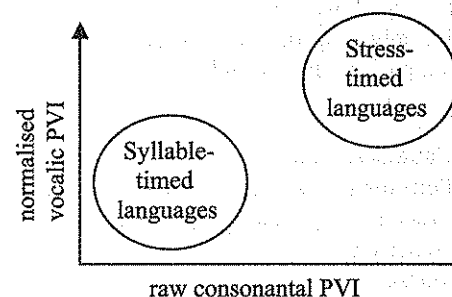 Stress-
timed
languages
Syllable-
timed
languages
normalised
vocalic PVI
raw consonantal PVI